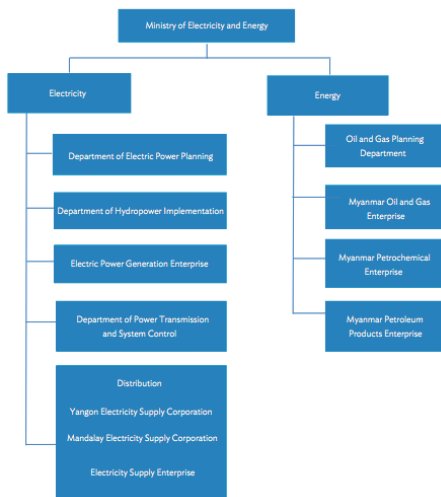 Ministry of Electricity and Energy
Electricity
Department of Electric Power Planning
Department of Hydropower Implementation
Electric Power Generation Enterprise
Department of Power Transmission
and System Control
Distribution
Yangon Electricity Supply Corporation
Mandalay Electricity Supply Corporation
Electricity Supply Enterprise
Energy
Oil and Gas Planning
Department
Myanmar Oil and Gas
Enterprise
Myanmar Petrochemical
Enterprise
Myanmar Petroleum
Products Enterprise